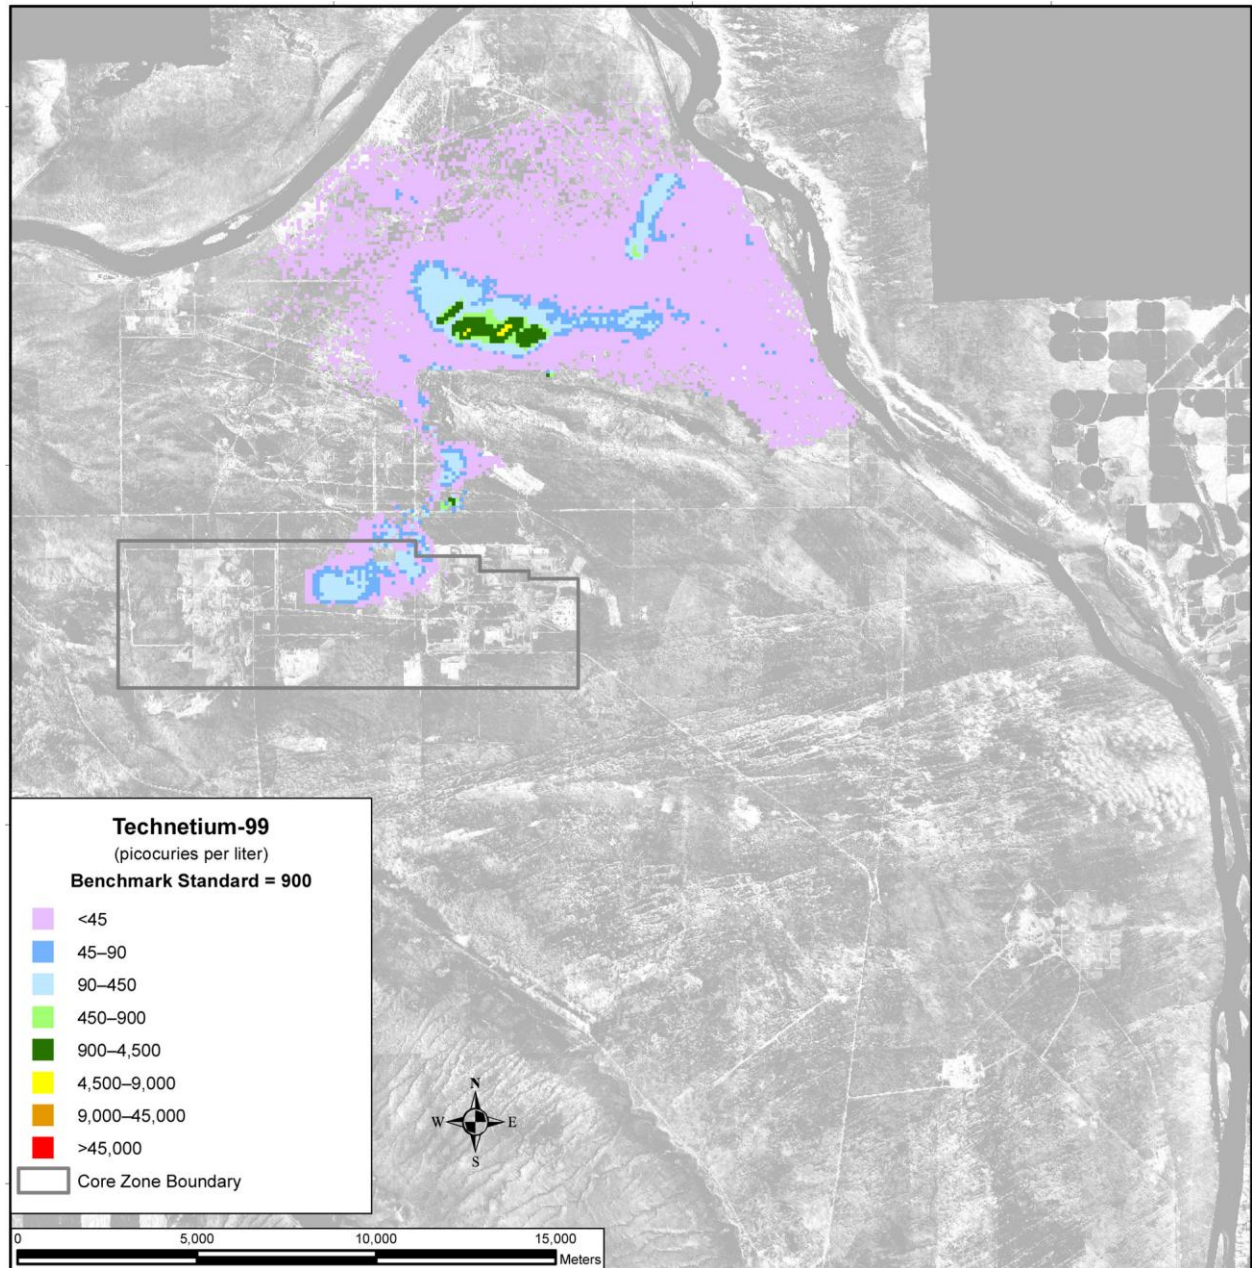 Technetium-99
(picocuries per liter)
Benchmark Standard = 900
<45
45–90
90–450
450–900
900–4,500
4,500–9,000
9,000–45,000
>45,000
Core Zone Boundary
N
W E
S
0 5,000 10,000 15,000
Meters